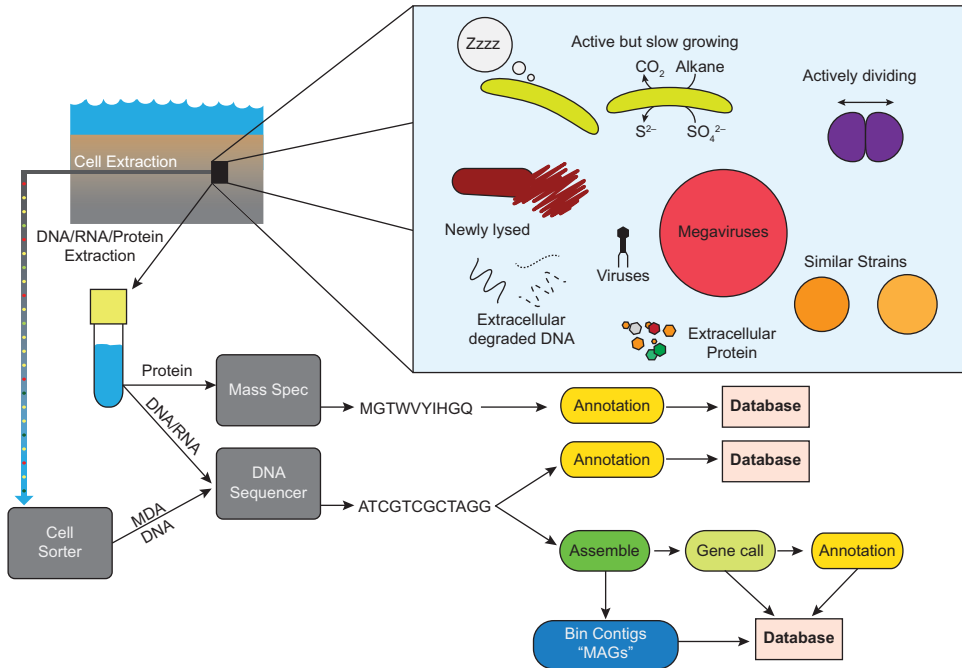 Zzzz
Active but slow growing
CO₂ Alkane
S²⁻ SO₄²⁻
Actively dividing
Cell Extraction
Newly lysed
Megaviruses
Viruses
Similar Strains
Extracellular
degraded DNA
Extracellular
Protein
DNA/RNA/Protein
Extraction
Protein
Mass Spec
MGTWVYIHGQ
Annotation
Database
DNA/RNA
DNA
Sequencer
ATCGTCGCTAGG
Annotation
Database
MDA
DNA
Cell
Sorter
Assemble
Gene call
Annotation
Bin Contigs
“MAGs”
Database